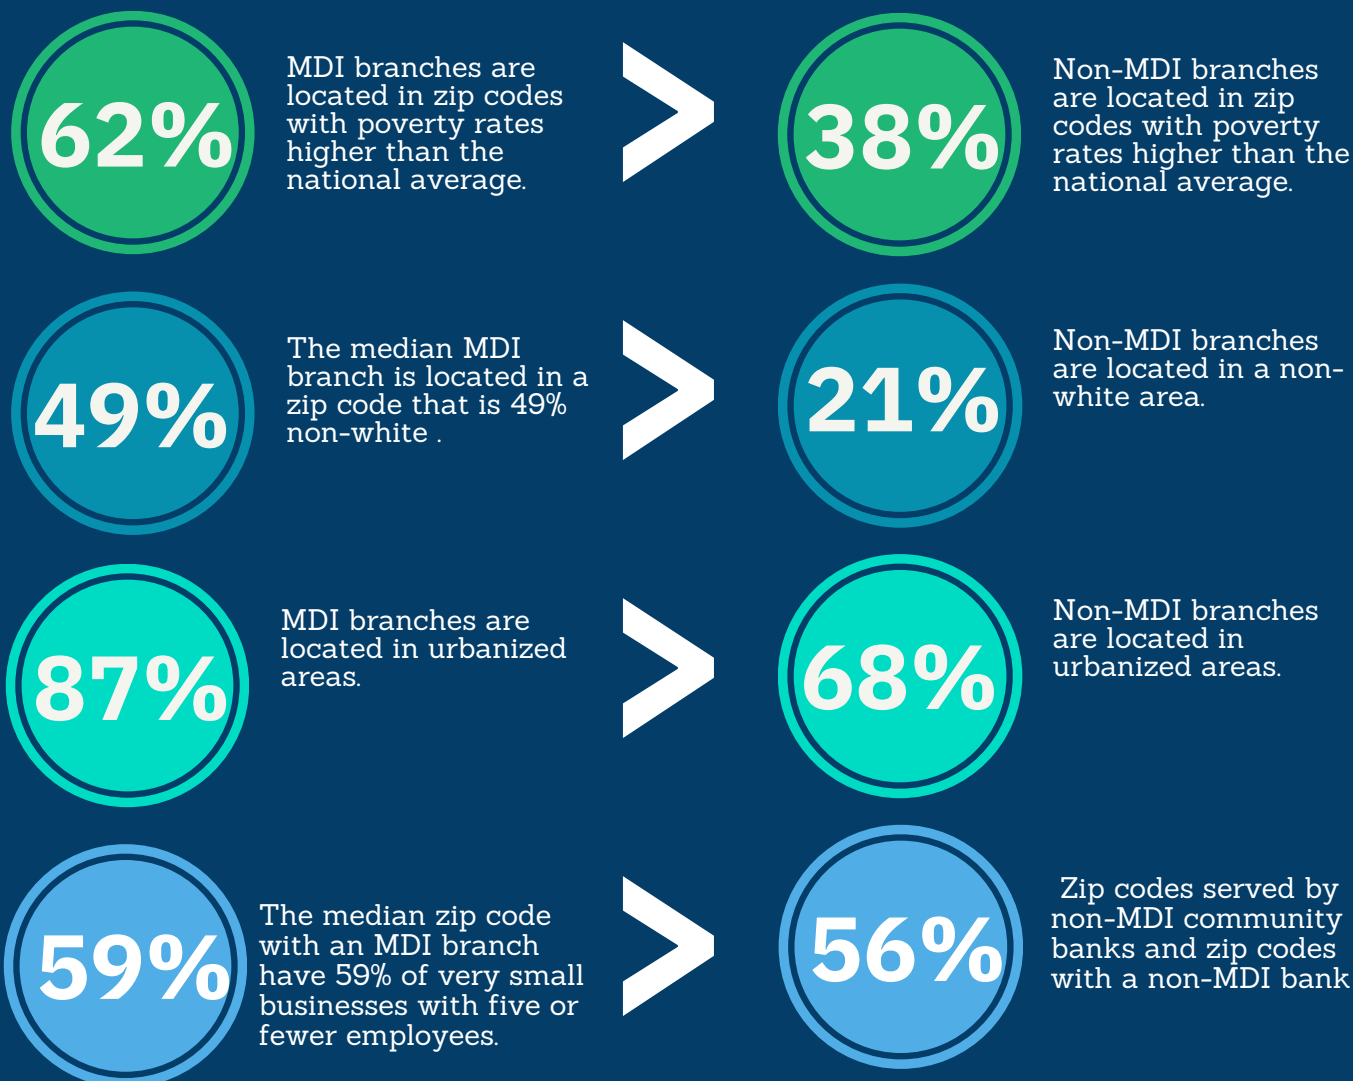 62%
MDI branches are
located in zip codes
with poverty rates
higher than the
national average.
>
38%
Non-MDI branches
are located in zip
codes with poverty
rates higher than the
national average.
49%
The median MDI
branch is located in a
zip code that is 49%
non-white .
>
21%
Non-MDI branches
are located in a non-
white area.
87%
MDI branches are
located in urbanized
areas.
>
68%
Non-MDI branches
are located in
urbanized areas.
59%
The median zip code
with an MDI branch
have 59% of very small
businesses with five or
fewer employees.
>
56%
Zip codes served by
non-MDI community
banks and zip codes
with a non-MDI bank